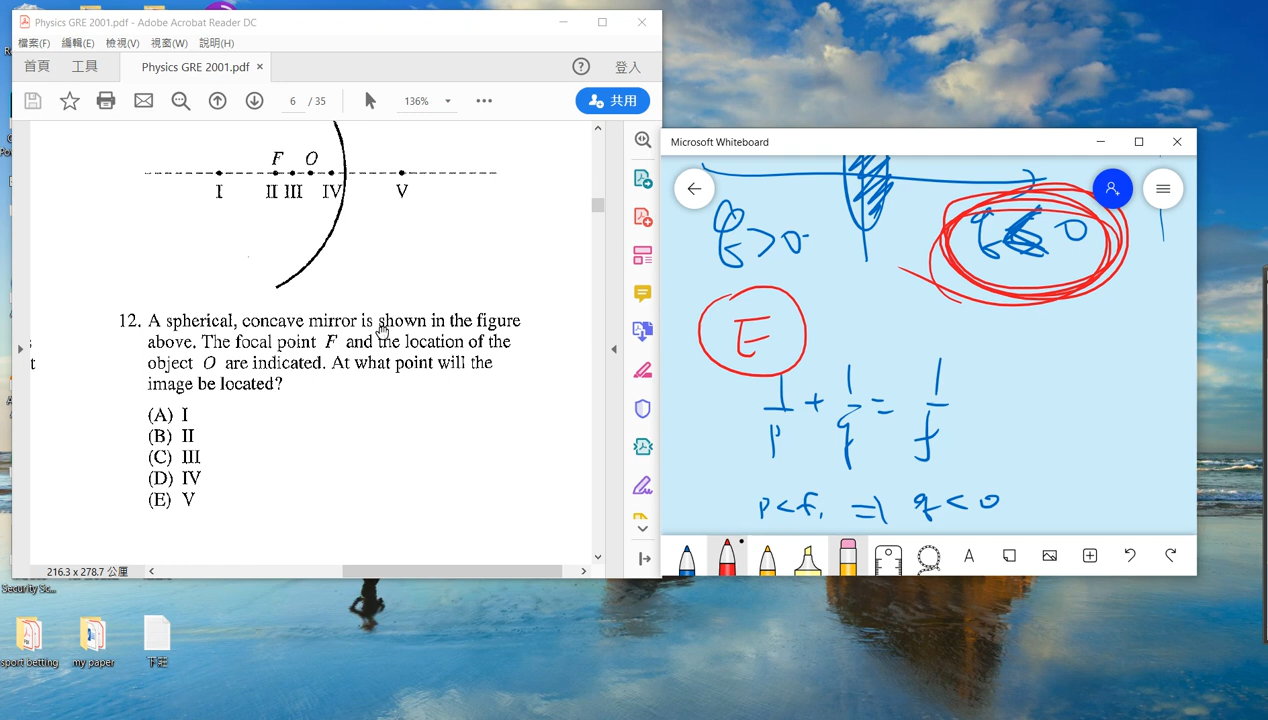 Physics GRE 2001.pdf - Adobe Acrobat Reader DC
檔案(F) 編輯(E) 檢視(V) 視窗(W) 說明(H)
首頁 工具 Physics GRE 2001.pdf × 登入
6 / 35 136% 共用
F O
I II III IV V
12. A spherical, concave mirror is shown in the figure
above. The focal point F and the location of the
object O are indicated. At what point will the
image be located?
(A) I
(B) II
(C) III
(D) IV
(E) V
216.3 x 278.7 公厘
Microsoft Whiteboard
q > 0
q < 0
E
1/p + 1/q = 1/f
p < f, ⇒ q < 0
A
Security Sc...
sport betting my paper